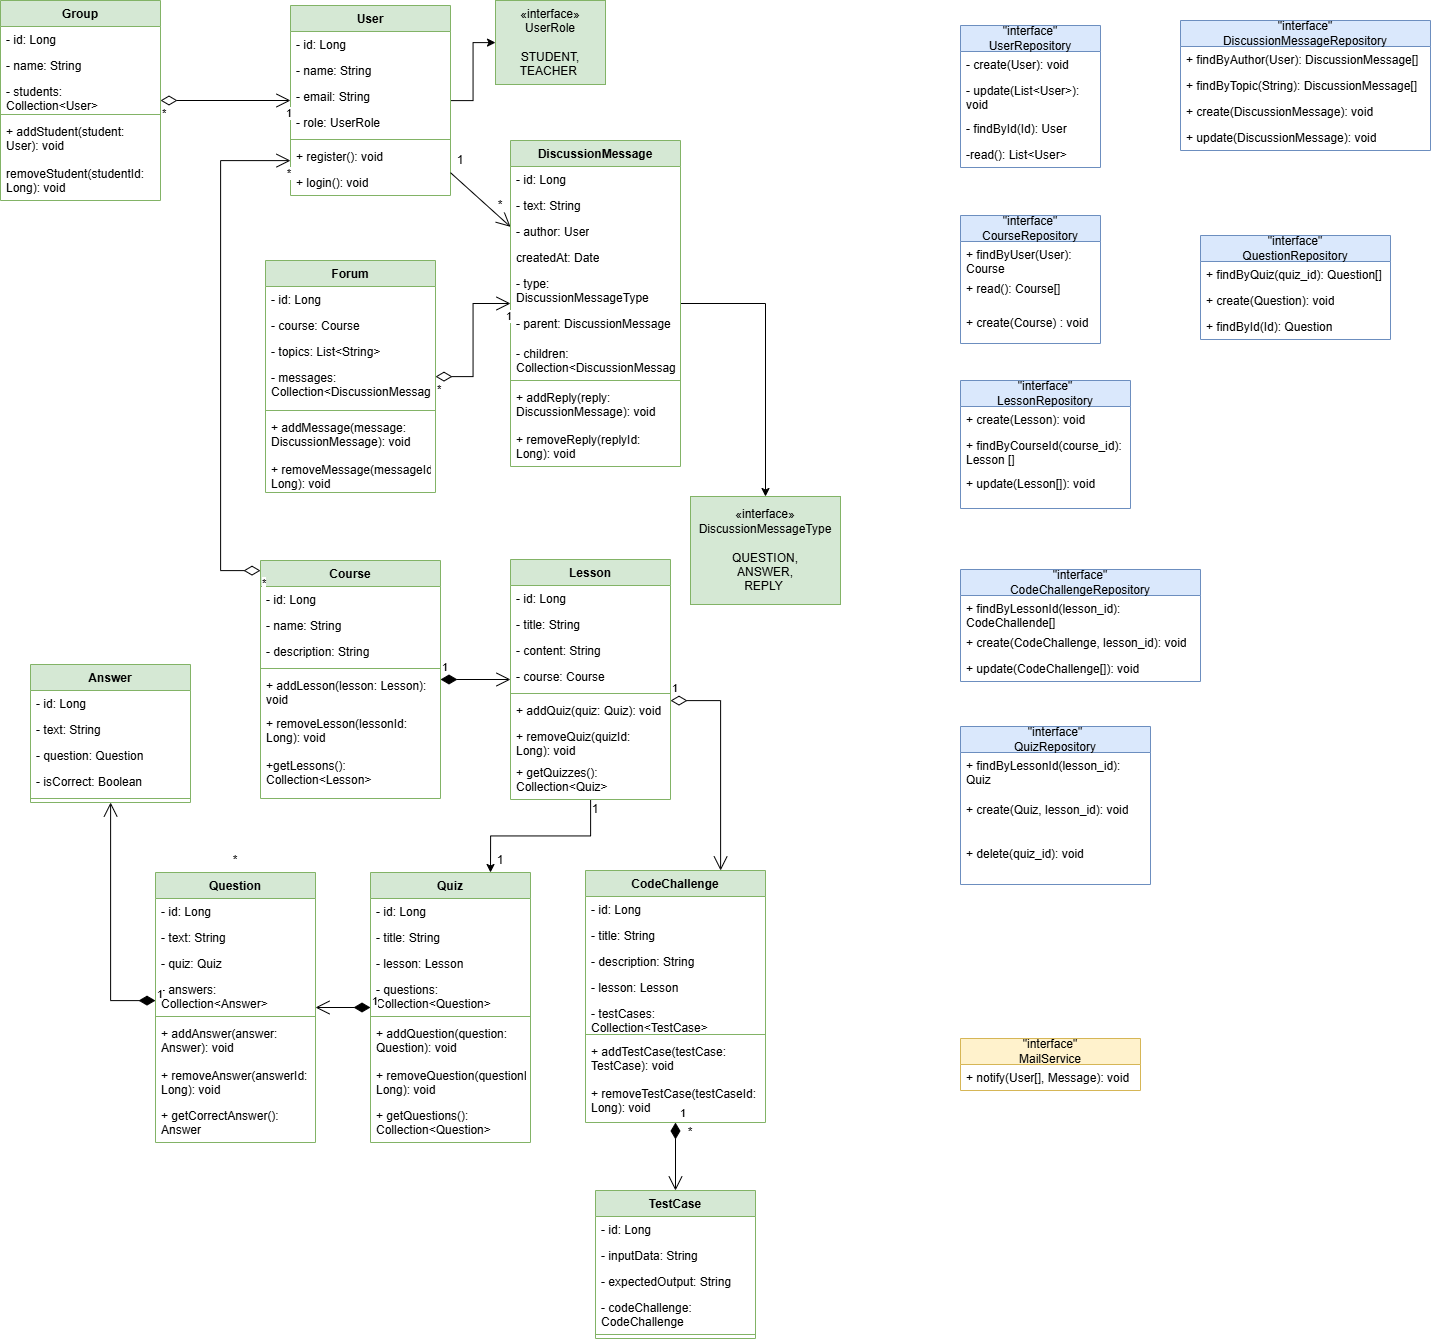 Group
- id: Long
- name: String
- students:
Collection<User>
+ addStudent(student:
User): void
removeStudent(studentId:
Long): void
*
1
User
- id: Long
- name: String
- email: String
- role: UserRole
+ register(): void
+ login(): void
*
«interface»
UserRole
STUDENT,
TEACHER
1
*
DiscussionMessage
- id: Long
- text: String
- author: User
createdAt: Date
- type:
DiscussionMessageType
- parent: DiscussionMessage
- children:
Collection<DiscussionMessag
+ addReply(reply:
DiscussionMessage): void
+ removeReply(replyId:
Long): void
Forum
- id: Long
- course: Course
- topics: List<String>
- messages:
Collection<DiscussionMessag
+ addMessage(message:
DiscussionMessage): void
+ removeMessage(messageId
Long): void
*
1
«interface»
DiscussionMessageType
QUESTION,
ANSWER,
REPLY
*
Course
- id: Long
- name: String
- description: String
+ addLesson(lesson: Lesson):
void
+ removeLesson(lessonId:
Long): void
+getLessons():
Collection<Lesson>
1
Lesson
- id: Long
- title: String
- content: String
- course: Course
+ addQuiz(quiz: Quiz): void
+ removeQuiz(quizId:
Long): void
+ getQuizzes():
Collection<Quiz>
1
1
1
Answer
- id: Long
- text: String
- question: Question
- isCorrect: Boolean
*
Question
- id: Long
- text: String
- quiz: Quiz
- answers:
Collection<Answer>
+ addAnswer(answer:
Answer): void
+ removeAnswer(answerId:
Long): void
+ getCorrectAnswer():
Answer
1
Quiz
- id: Long
- title: String
- lesson: Lesson
- questions:
Collection<Question>
+ addQuestion(question:
Question): void
+ removeQuestion(questionI
Long): void
+ getQuestions():
Collection<Question>
1
CodeChallenge
- id: Long
- title: String
- description: String
- lesson: Lesson
- testCases:
Collection<TestCase>
+ addTestCase(testCase:
TestCase): void
+ removeTestCase(testCaseId:
Long): void
1
*
TestCase
- id: Long
- inputData: String
- expectedOutput: String
- codeChallenge:
CodeChallenge
"interface"
UserRepository
- create(User): void
- update(List<User>):
void
- findById(Id): User
-read(): List<User>
"interface"
DiscussionMessageRepository
+ findByAuthor(User): DiscussionMessage[]
+ findByTopic(String): DiscussionMessage[]
+ create(DiscussionMessage): void
+ update(DiscussionMessage): void
"interface"
CourseRepository
+ findByUser(User):
Course
+ read(): Course[]
+ create(Course) : void
"interface"
QuestionRepository
+ findByQuiz(quiz_id): Question[]
+ create(Question): void
+ findById(Id): Question
"interface"
LessonRepository
+ create(Lesson): void
+ findByCourseId(course_id):
Lesson []
+ update(Lesson[]): void
"interface"
CodeChallengeRepository
+ findByLessonId(lesson_id):
CodeChallende[]
+ create(CodeChallenge, lesson_id): void
+ update(CodeChallenge[]): void
"interface"
QuizRepository
+ findByLessonId(lesson_id):
Quiz
+ create(Quiz, lesson_id): void
+ delete(quiz_id): void
"interface"
MailService
+ notify(User[], Message): void